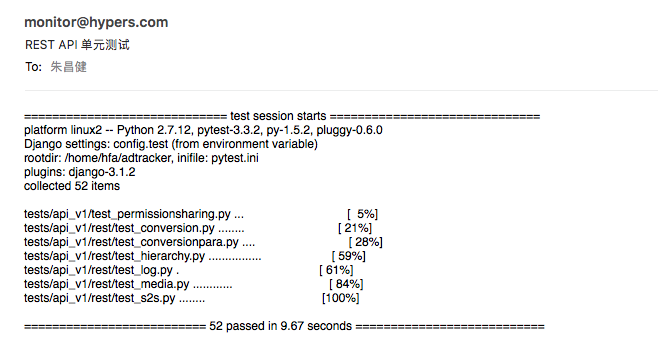 monitor@hypers.com
REST API 单元测试
To: 朱昌健
============================= test session starts ==============================
platform linux2 -- Python 2.7.12, pytest-3.3.2, py-1.5.2, pluggy-0.6.0
Django settings: config.test (from environment variable)
rootdir: /home/hfa/adtracker, inifile: pytest.ini
plugins: django-3.1.2
collected 52 items
tests/api_v1/test_permissionsharing.py ... [ 5%]
tests/api_v1/rest/test_conversion.py ........ [ 21%]
tests/api_v1/rest/test_conversionpara.py .... [ 28%]
tests/api_v1/rest/test_hierarchy.py ................ [ 59%]
tests/api_v1/rest/test_log.py . [ 61%]
tests/api_v1/rest/test_media.py ............ [ 84%]
tests/api_v1/rest/test_s2s.py ........ [100%]
========================== 52 passed in 9.67 seconds ===========================